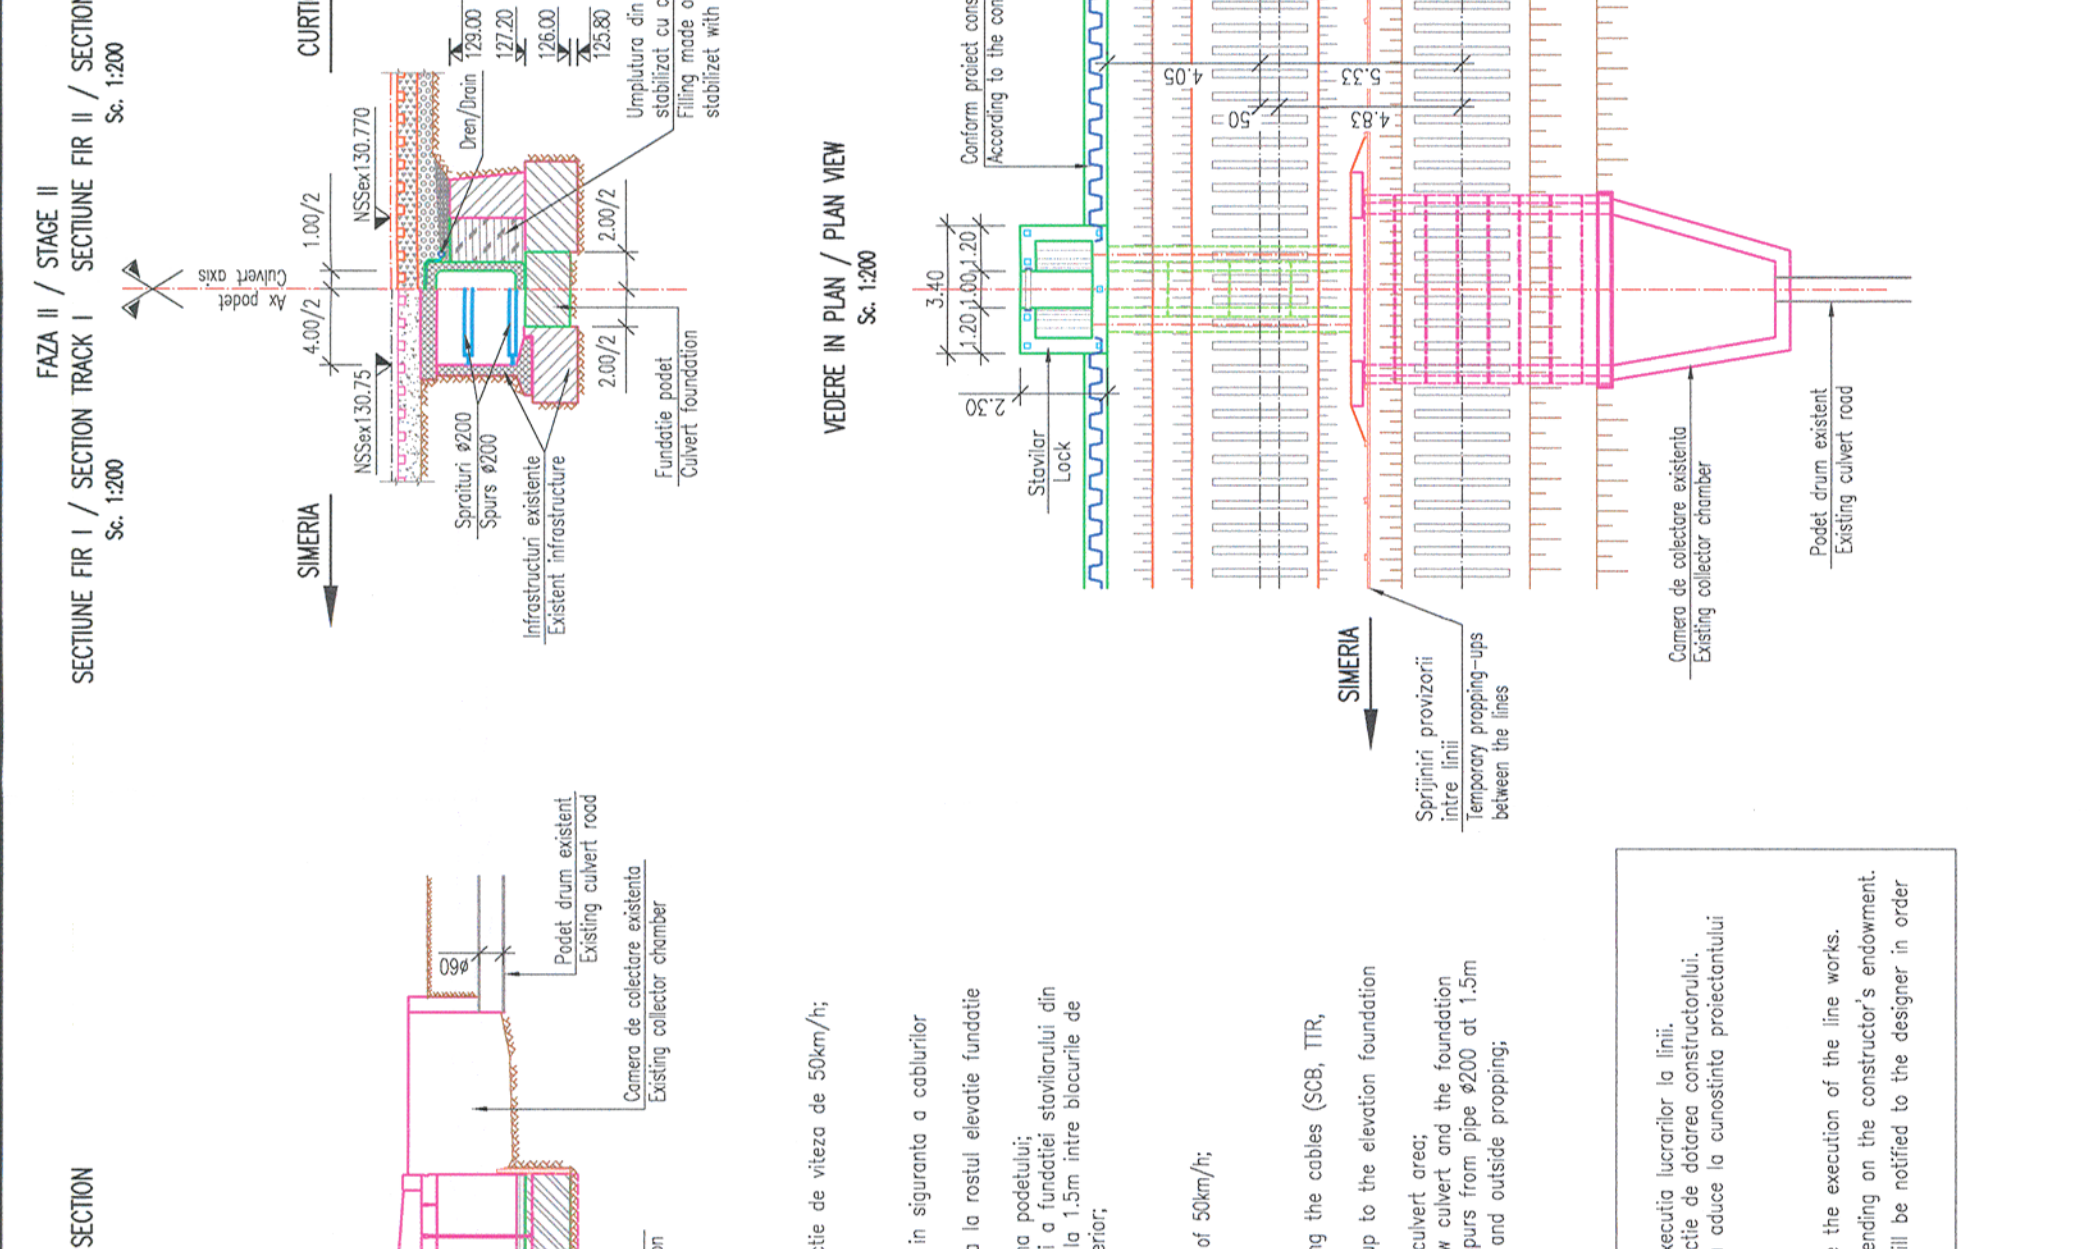 FAZA II / STAGE II
SECTIUNE FIR I / SECTION TRACK I
Sc. 1:200
SECTIUNE FIR II / SECTION
Sc. 1:200
SIMERIA
CURTI
Ax podet
Culvert axis
4.00/2
1.00/2
NSSex130.75
NSSex130.770
Dren/Drain
129.00
127.20
126.00
125.80
Umplutura din
stabilizat cu c
Filling made o
stabilizet with
Spraituri ø200
Spurs ø200
Infrastructuri existente
Existent infrastructure
2.00/2
2.00/2
Fundatie podet
Culvert foundation
VEDERE IN PLAN / PLAN VIEW
Sc. 1:200
3.40
1.20
1.00
1.20
2.30
Stavilar
Lock
Conform proiect cons
According to the con
4.05
5.33
50
4.83
SIMERIA
Sprijiniri provizorii
intre linii
Temporary propping-ups
between the lines
Camera de colectare existenta
Existing collector chamber
Podet drum existent
Existing culvert road
SECTION
ø60
Podet drum existent
Existing culvert road
Camera de colectare existenta
Existing collector chamber
on
ctie de viteza de 50km/h;
in siguranta a cablurilor
a la rostul elevatie fundatie
na podetului;
i a fundatiei stavilarului din
la 1.5m intre blocurile de
erior;
of 50km/h;
ng the cables (SCB, TTR,
up to the elevation foundation
culvert area;
w culvert and the foundation
purs from pipe ø200 at 1.5m
and outside propping;
xecutia lucrarilor la linii.
ctie de dotarea constructorului.
aduce la cunostinta proiectantului
e the execution of the line works.
ending on the constructor's endowment.
ill be notified to the designer in order